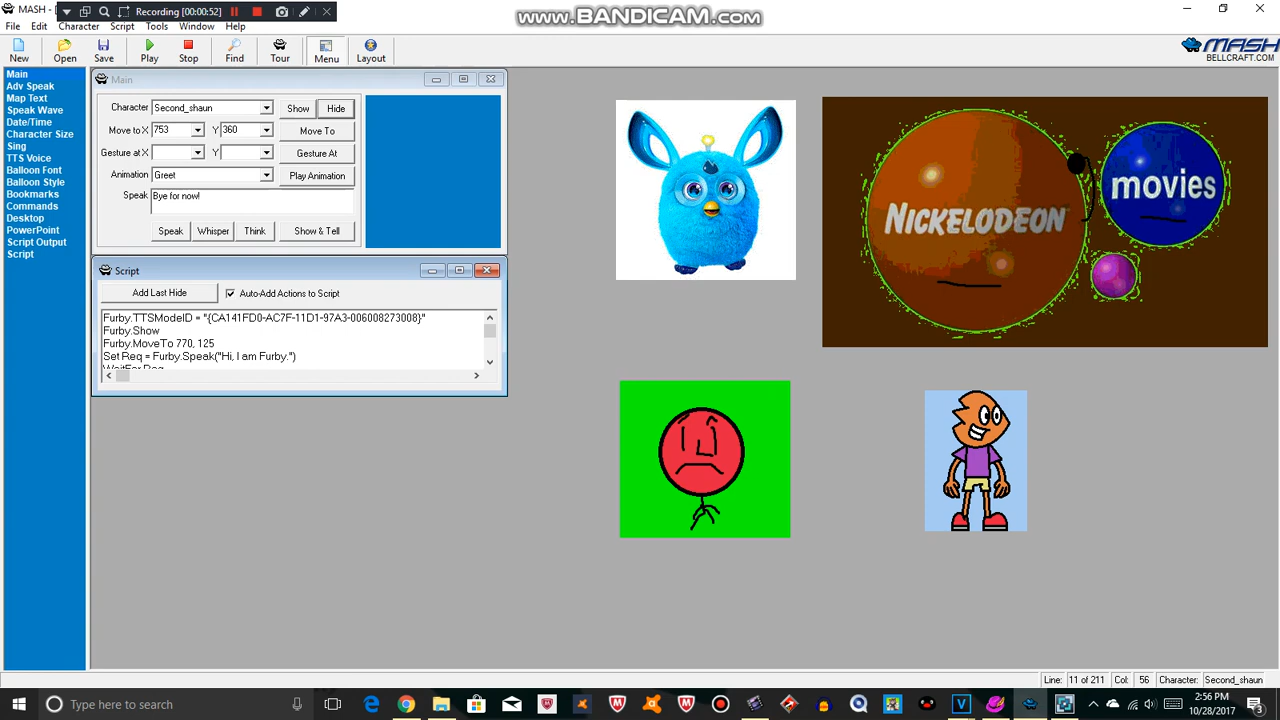 MASH - [
Recording [00:00:52]
www.BANDICAM.com
File Edit Character Script Tools Window Help
New Open Save Play Stop Find Tour Menu Layout
MASH
BELLCRAFT.COM
Main
Adv Speak
Map Text
Speak Wave
Date/Time
Character Size
Sing
TTS Voice
Balloon Font
Balloon Style
Bookmarks
Commands
Desktop
PowerPoint
Script Output
Script
Main
Character Second_shaun Show Hide
Move to X 753 Y 360 Move To
Gesture at X Y Gesture At
Animation Greet Play Animation
Speak Bye for now!
Speak Whisper Think Show & Tell
Script
Add Last Hide Auto-Add Actions to Script
Furby.TTSModeID = "{CA141FD0-AC7F-11D1-97A3-006008273008}"
Furby.Show
Furby.MoveTo 770, 125
Set Req = Furby.Speak("Hi, I am Furby.")
WaitFor Req
NICKELODEON
movies
Line: 11 of 211 Col: 56 Character: Second_shaun
Type here to search
2:56 PM
10/28/2017
3